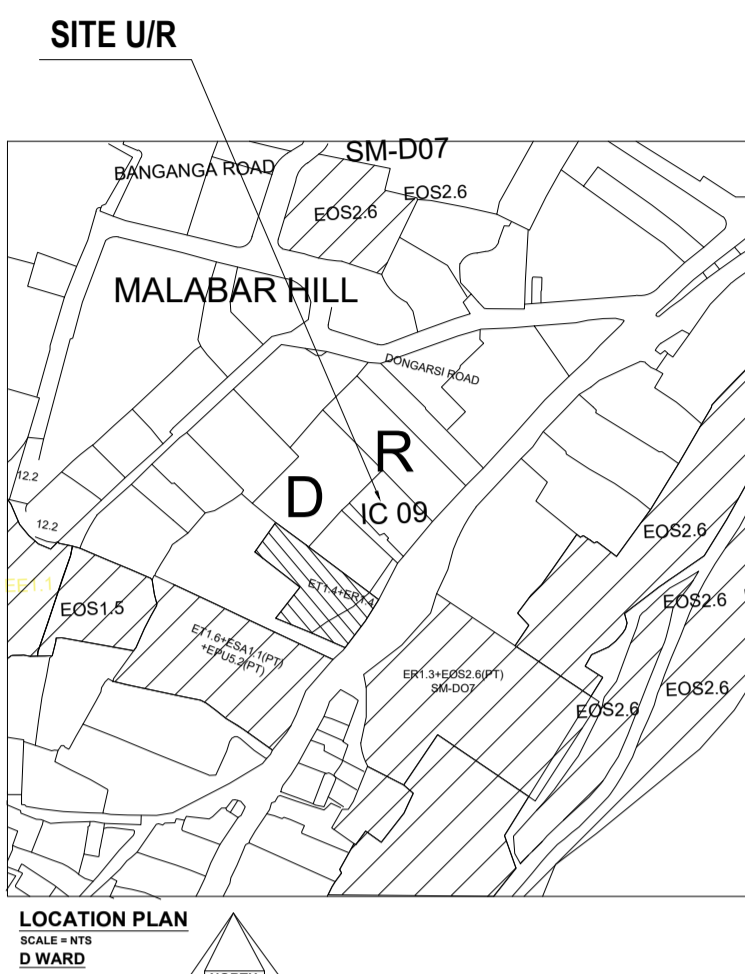 SITE U/R
SM-D07
BANGANGA ROAD
EOS2.6
EOS2.6
MALABAR HILL
DONGARSI ROAD
R
D
IC 09
12.2
12.2
EOS2.6
EE1.1
EOS1.5
ET1.4+ER1.4
EOS2.6
ET1.6+ESA1.1(PT)
+EPU5.2(PT)
ER1.3+EOS2.6(PT)
SM-DO7
EOS2.6
EOS2.6
LOCATION PLAN
SCALE = NTS
D WARD
NORTH